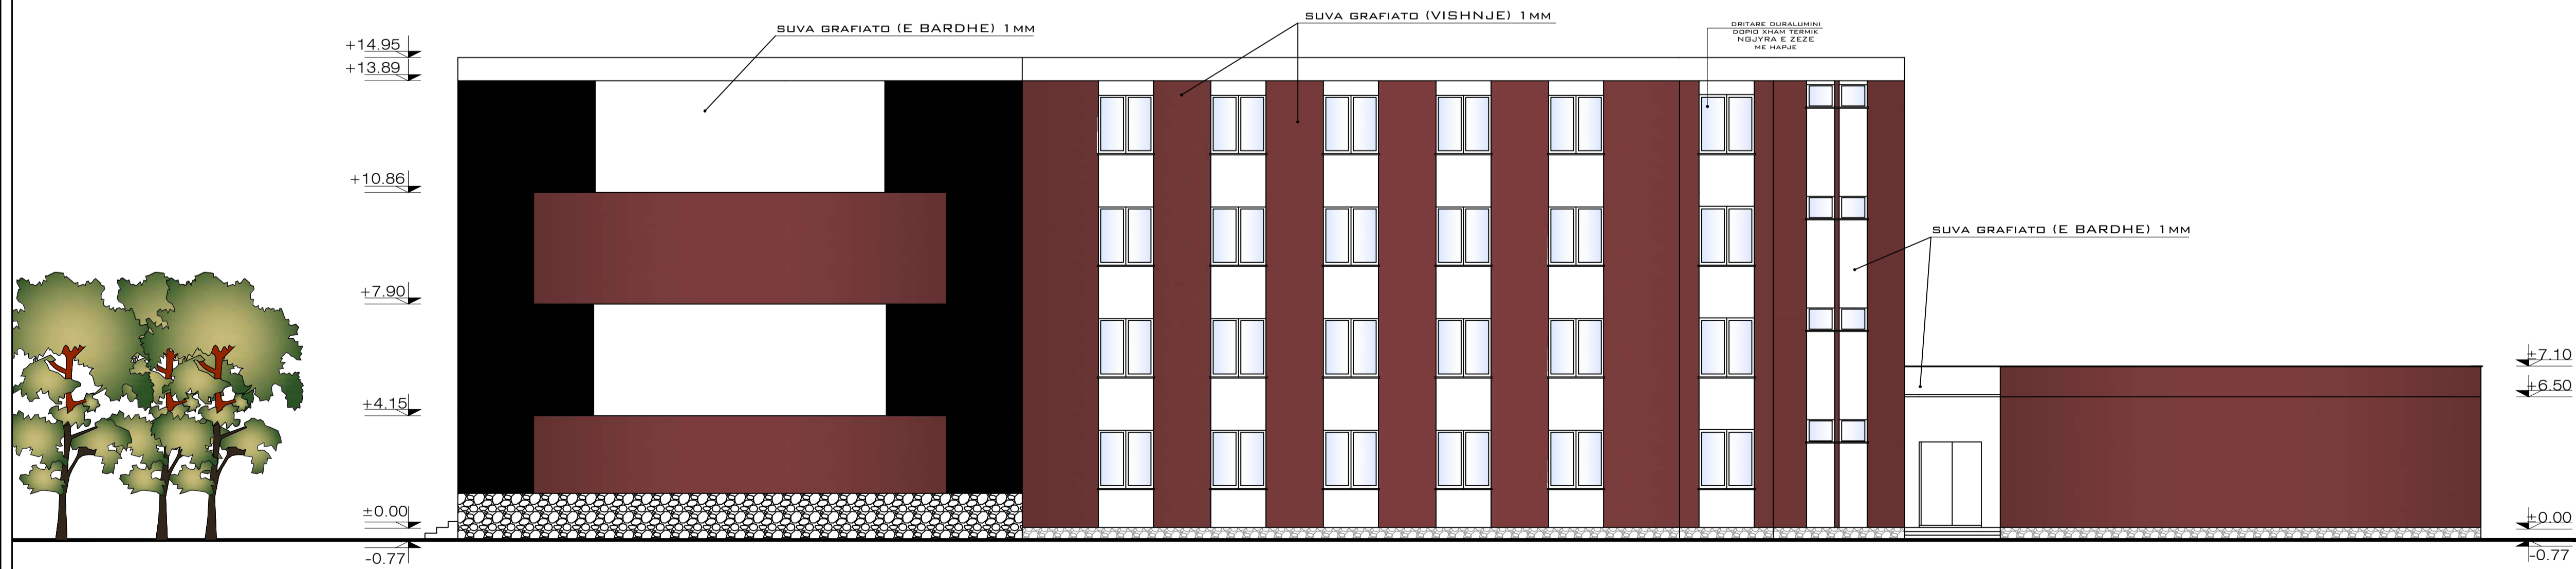 SUVA GRAFIATO (E BARDHE) 1MM
SUVA GRAFIATO (VISHNJE) 1MM
DRITARE DURALUMINI
DOPIO XHAM TERMIK
NGJYRA E ZEZE
ME HAPJE
+14.95
+13.89
+10.86
SUVA GRAFIATO (E BARDHE) 1MM
+7.90
+7.10
+6.50
+4.15
±0.00
±0.00
-0.77
-0.77